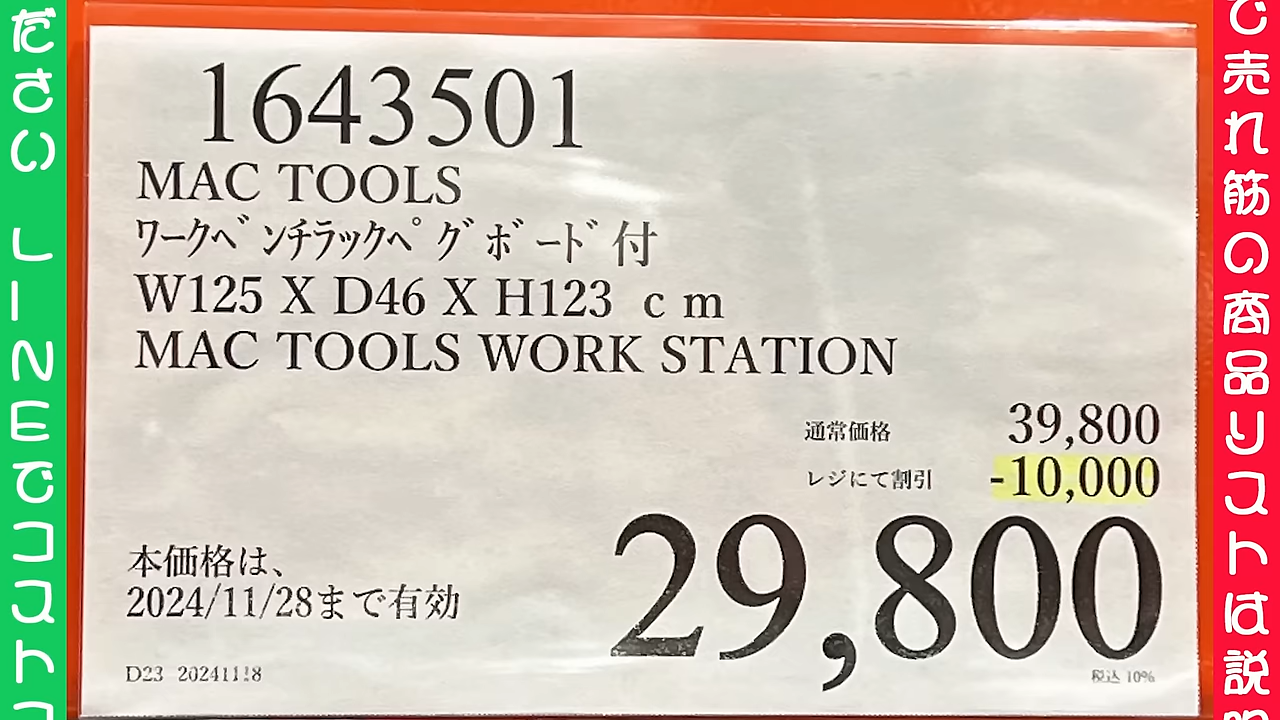 ださい LINEでコストコ
1643501
MAC TOOLS
ワークベンチラックペグボード付
W125 X D46 X H123 ｃｍ
MAC TOOLS WORK STATION
通常価格 39,800
レジにて割引 -10,000
29,800
本価格は、
2024/11/28まで有効
D23 20241118
税込 10%
で売れ筋の商品リストは説明